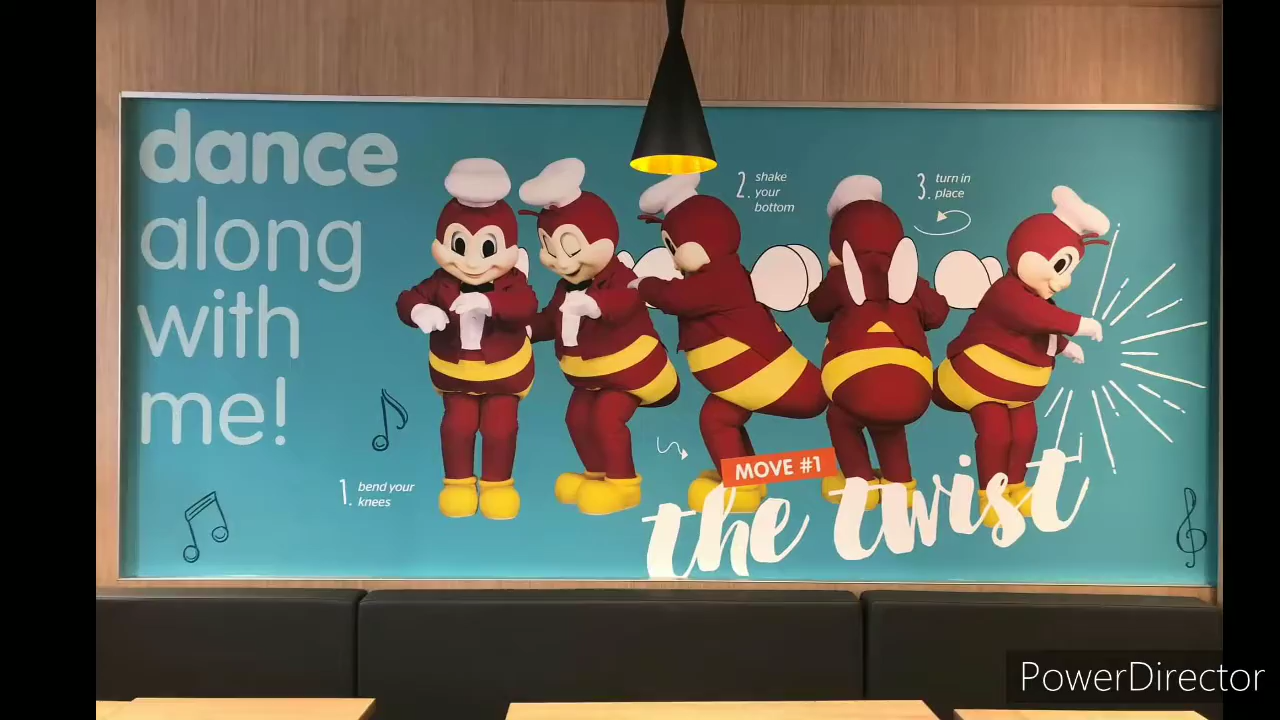 dance
along
with
me!
1. bend your
knees
2. shake
your
bottom
3. turn in
place
MOVE #1
the twist
PowerDirector